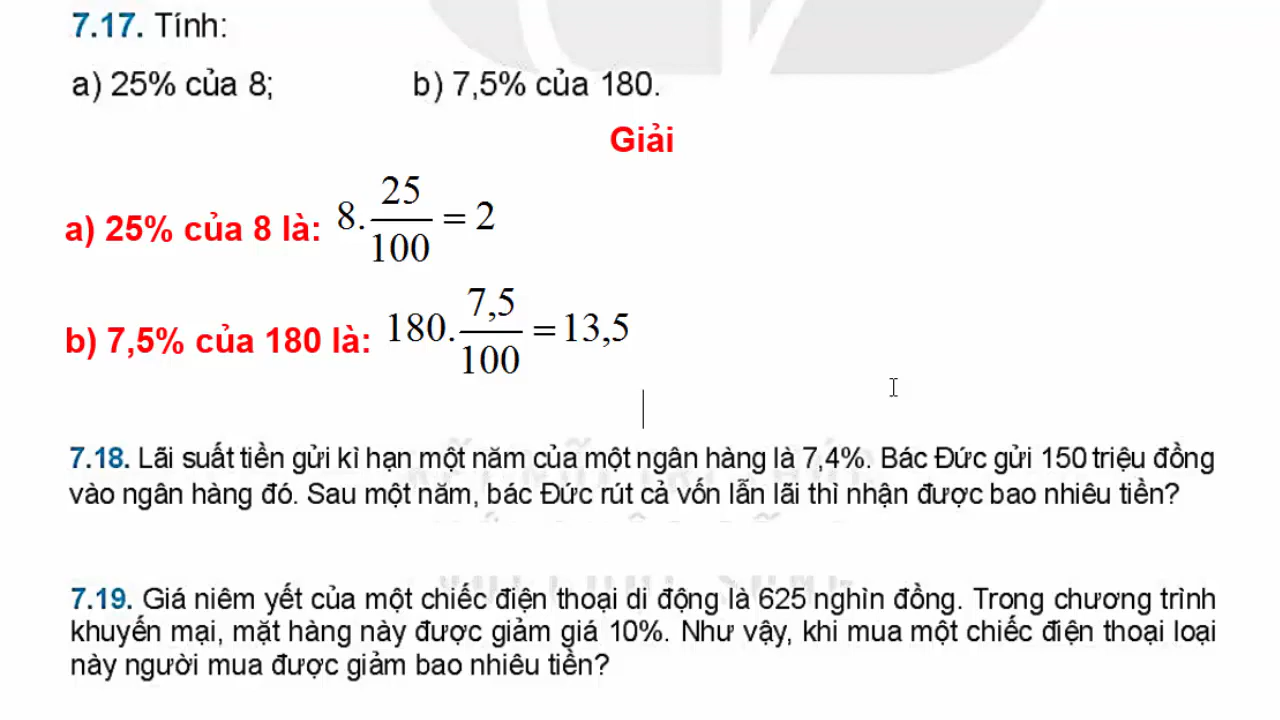 7.17. Tính:
a) 25% của 8; b) 7,5% của 180.
Giải
a) 25% của 8 là: 8.25/100 = 2
b) 7,5% của 180 là: 180.7,5/100 = 13,5
7.18. Lãi suất tiền gửi kì hạn một năm của một ngân hàng là 7,4%. Bác Đức gửi 150 triệu đồng
vào ngân hàng đó. Sau một năm, bác Đức rút cả vốn lẫn lãi thì nhận được bao nhiêu tiền?
7.19. Giá niêm yết của một chiếc điện thoại di động là 625 nghìn đồng. Trong chương trình
khuyến mại, mặt hàng này được giảm giá 10%. Như vậy, khi mua một chiếc điện thoại loại
này người mua được giảm bao nhiêu tiền?